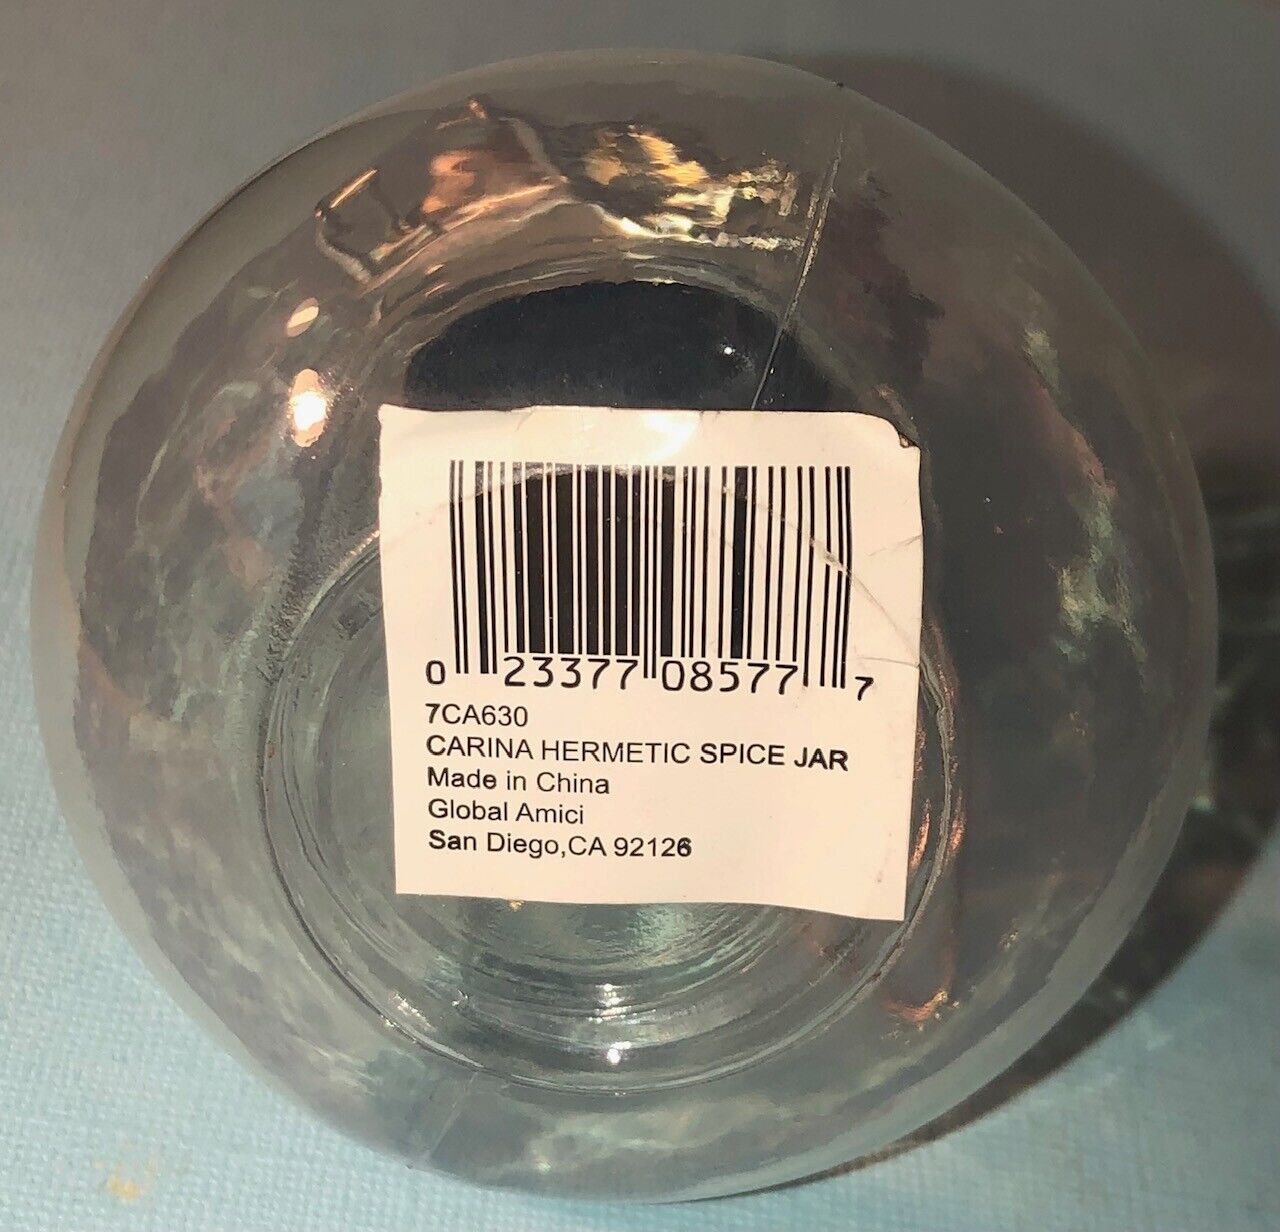 0 23377 08577 7
7CA630
CARINA HERMETIC SPICE JAR
Made in China
Global Amici
San Diego,CA 92126